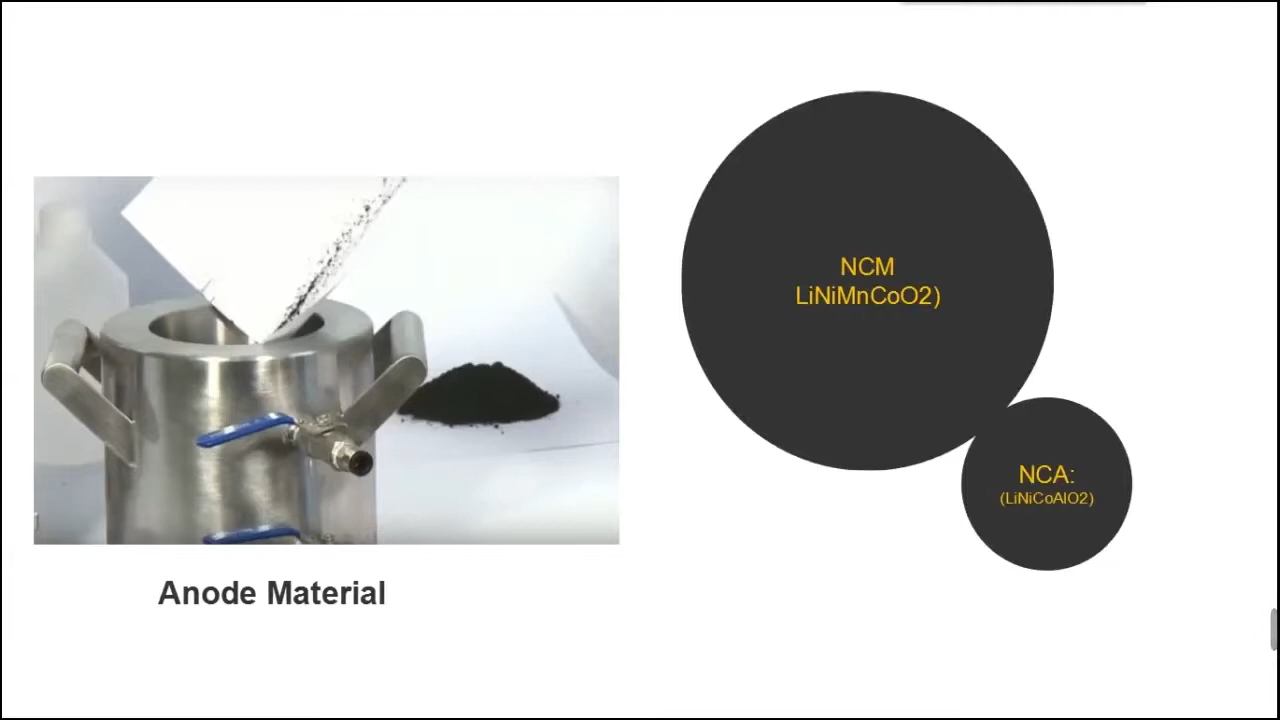 NCM
LiNiMnCoO2)
NCA:
(LiNiCoAlO2)
Anode Material